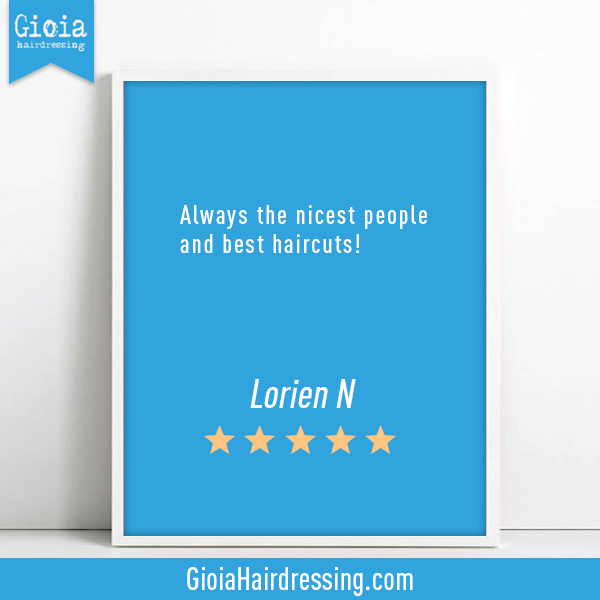 Gioia
hairdressing
Always the nicest people
and best haircuts!
Lorien N
GioiaHairdressing.com